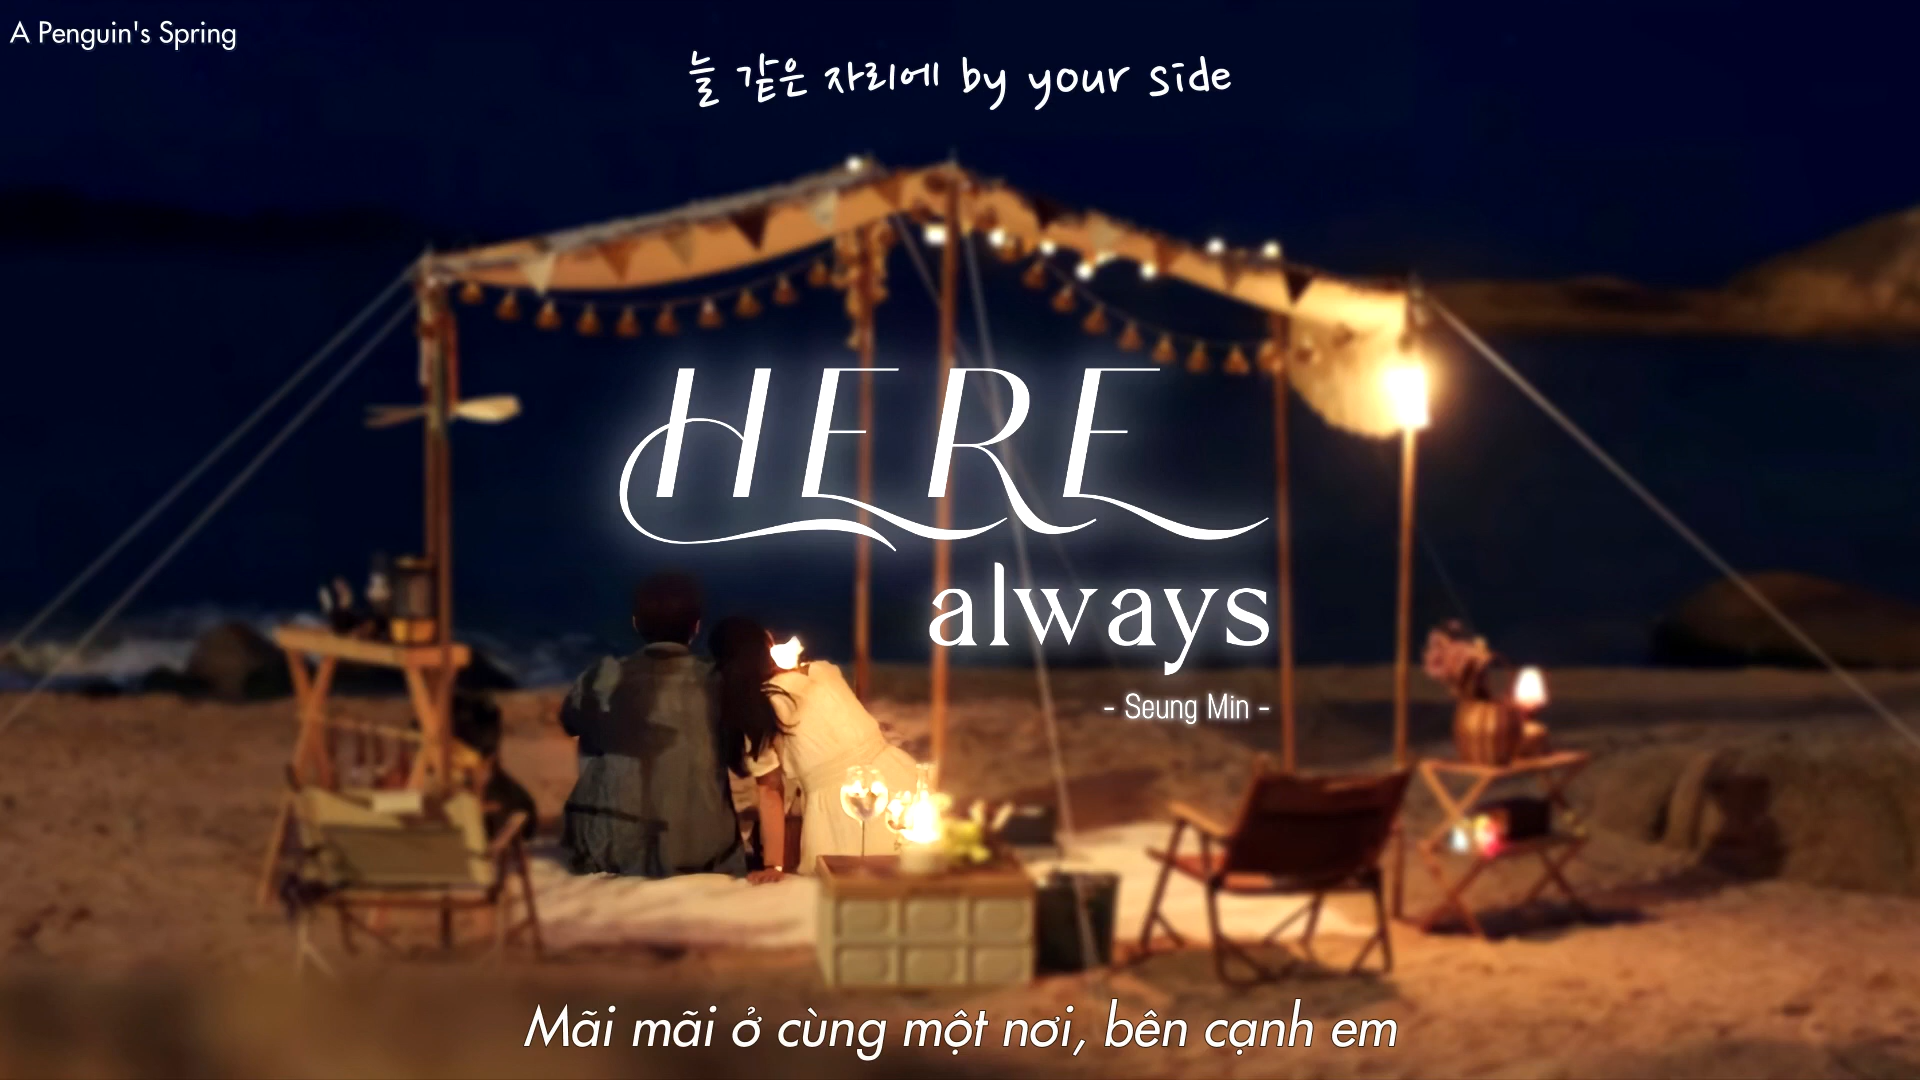 A Penguin's Spring
늘 같은 자리에 by your side
HERE
always
- Seung Min -
Mãi mãi ở cùng một nơi, bên cạnh em